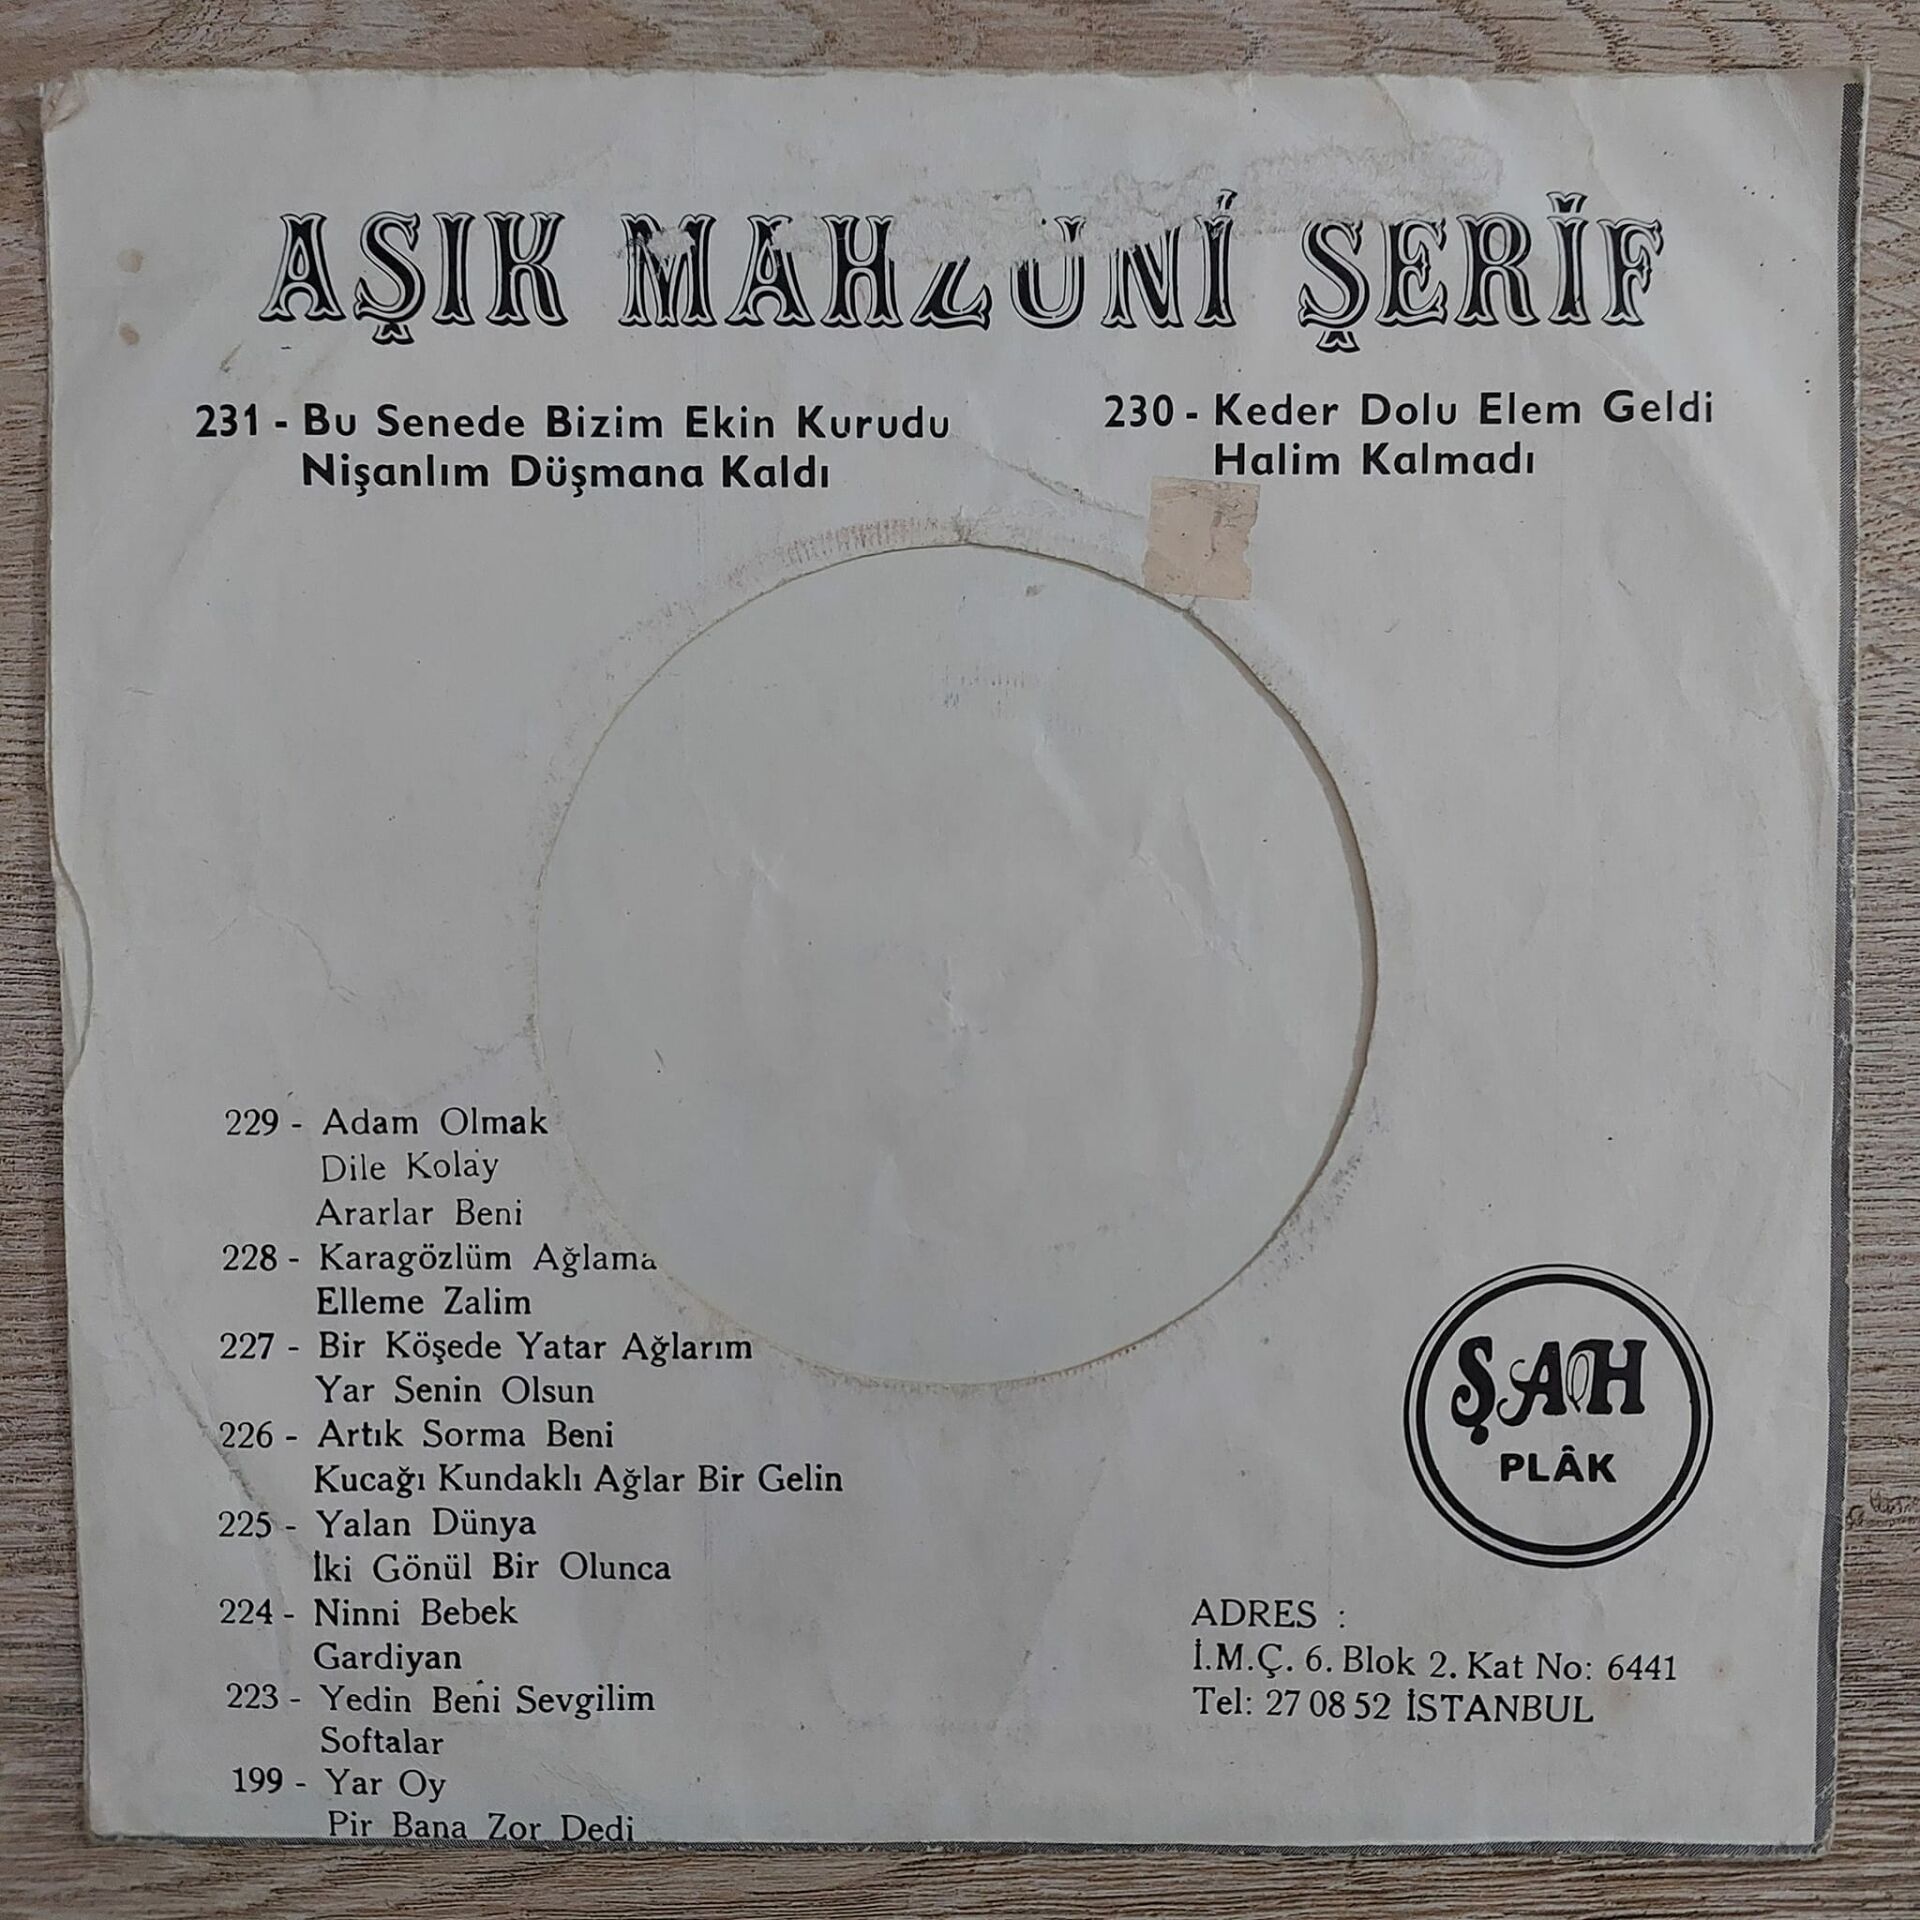 AŞIK MAHZUNİ ŞERİF
231 - Bu Senede Bizim Ekin Kurudu
Nişanlım Düşmana Kaldı
230 - Keder Dolu Elem Geldi
Halim Kalmadı
229 - Adam Olmak
Dile Kolay
Ararlar Beni
228 - Karagözlüm Ağlama
Elleme Zalim
227 - Bir Köşede Yatar Ağlarım
Yar Senin Olsun
226 - Artık Sorma Beni
Kucağı Kundaklı Ağlar Bir Gelin
225 - Yalan Dünya
İki Gönül Bir Olunca
224 - Ninni Bebek
Gardiyan
223 - Yedin Beni Sevgilim
Softalar
199 - Yar Oy
Pir Bana Zor Dedi
ŞAH
PLÂK
ADRES :
İ.M.Ç. 6. Blok 2. Kat No: 6441
Tel: 27 08 52 İSTANBUL